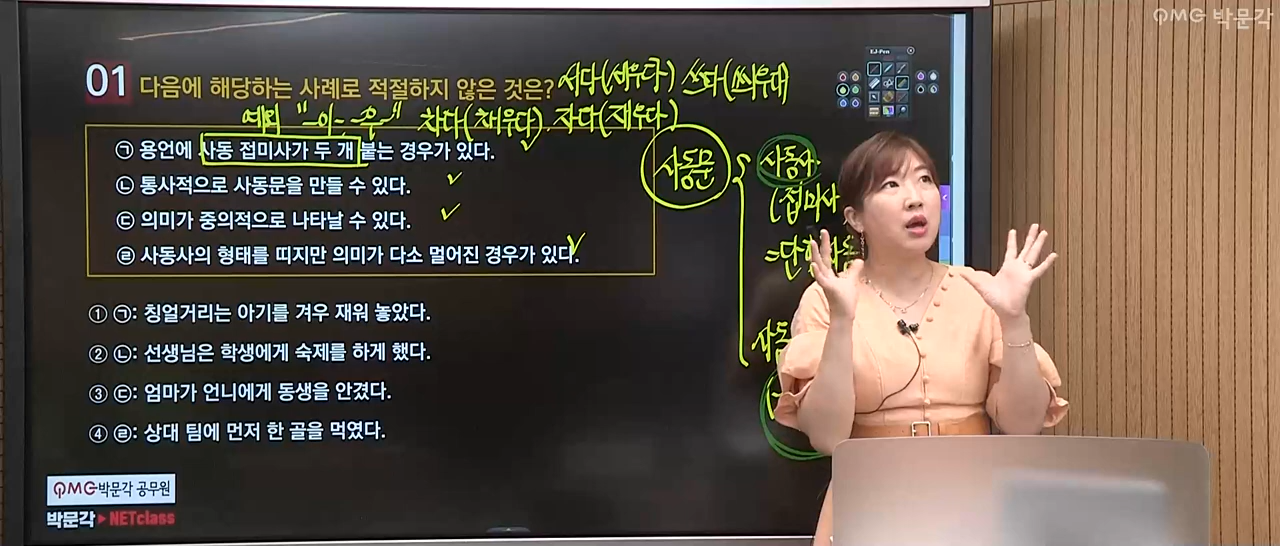 QMG 박문각
EJ-Pen
서다(세우다) 쓰다(씌우다)
01 다음에 해당하는 사례로 적절하지 않은 것은?
예외 "-이-, -우-" 차다(채우다), 자다(재우다)
㉠ 용언에 사동 접미사가 두 개 붙는 경우가 있다.
㉡ 통사적으로 사동문을 만들 수 있다.
㉢ 의미가 중의적으로 나타날 수 있다.
㉣ 사동사의 형태를 띠지만 의미가 다소 멀어진 경우가 있다.
사동문
사동사
(접미사
사동
① ㉠: 칭얼거리는 아기를 겨우 재워 놓았다.
② ㉡: 선생님은 학생에게 숙제를 하게 했다.
③ ㉢: 엄마가 언니에게 동생을 안겼다.
④ ㉣: 상대 팀에 먼저 한 골을 먹였다.
QMG박문각 공무원
박문각 NETclass